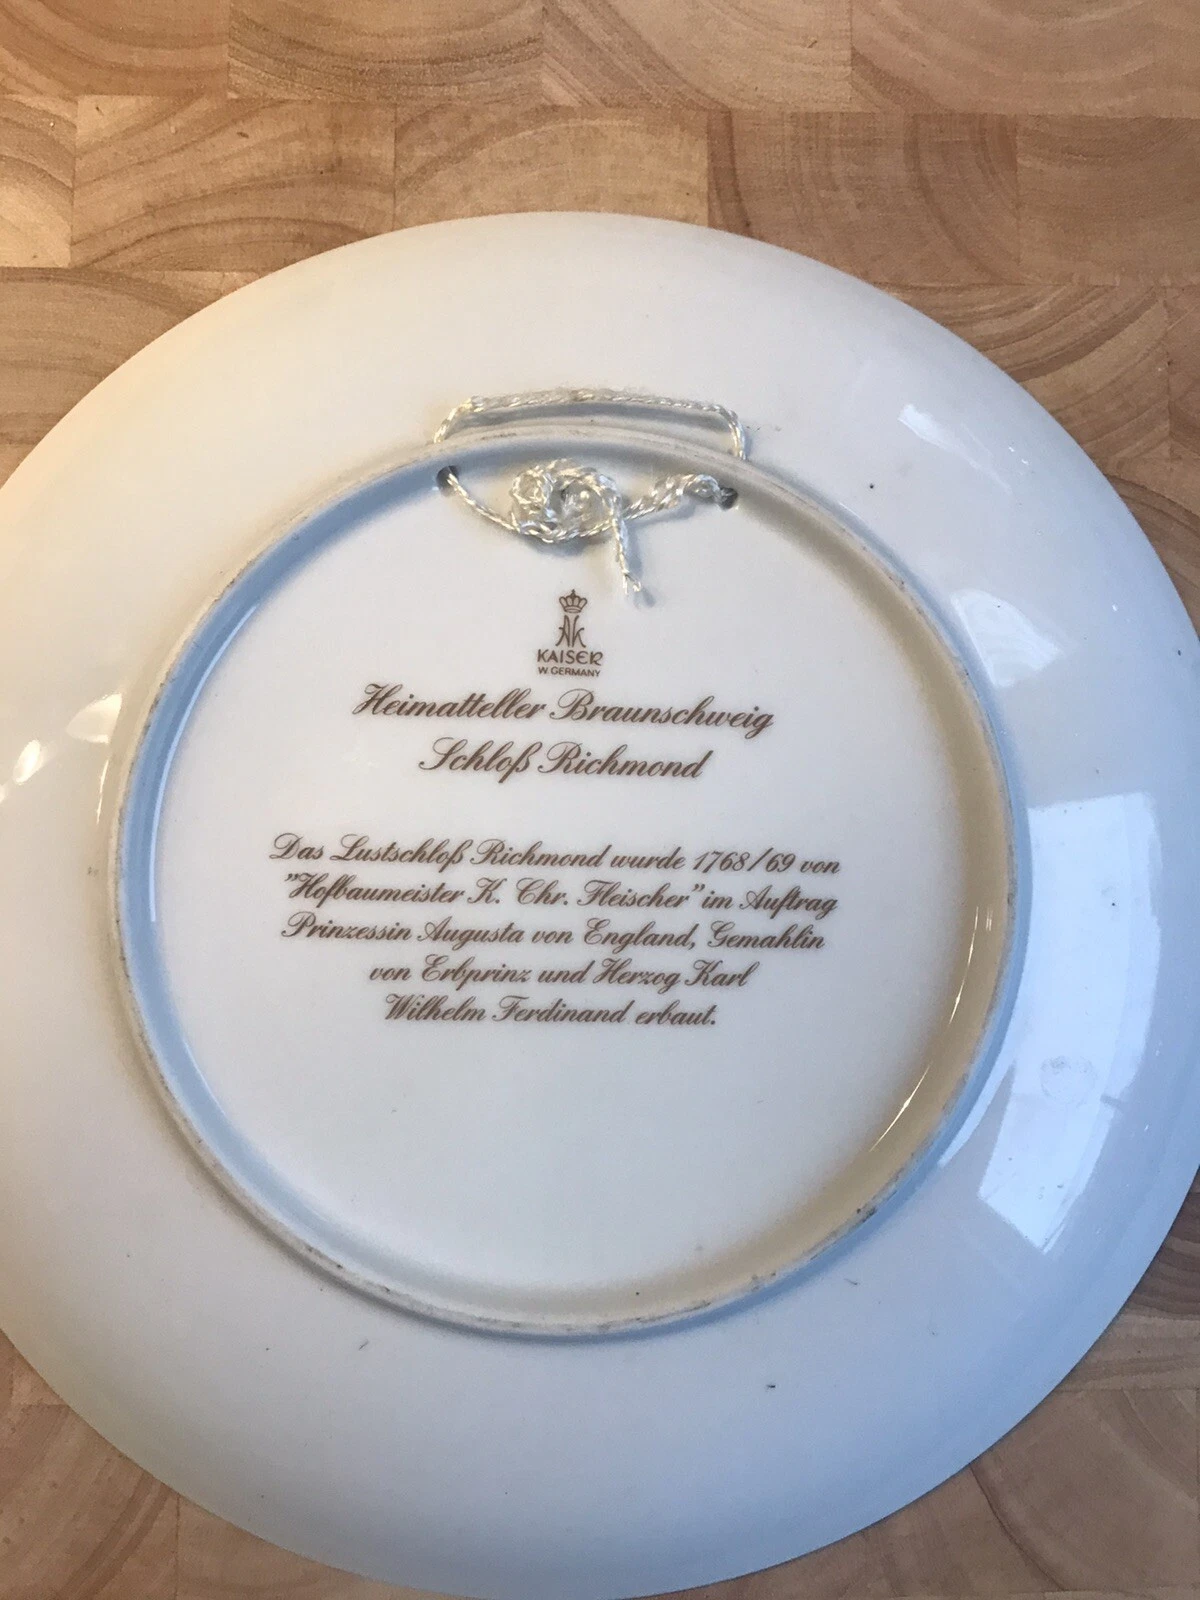 AK
KAISER
W. GERMANY
Heimatteller Braunschweig
Schloß Richmond
Das Lustschloß Richmond wurde 1768/69 von
"Hofbaumeister K. Chr. Fleischer" im Auftrag
Prinzessin Augusta von England, Gemahlin
von Erbprinz und Herzog Karl
Wilhelm Ferdinand erbaut.